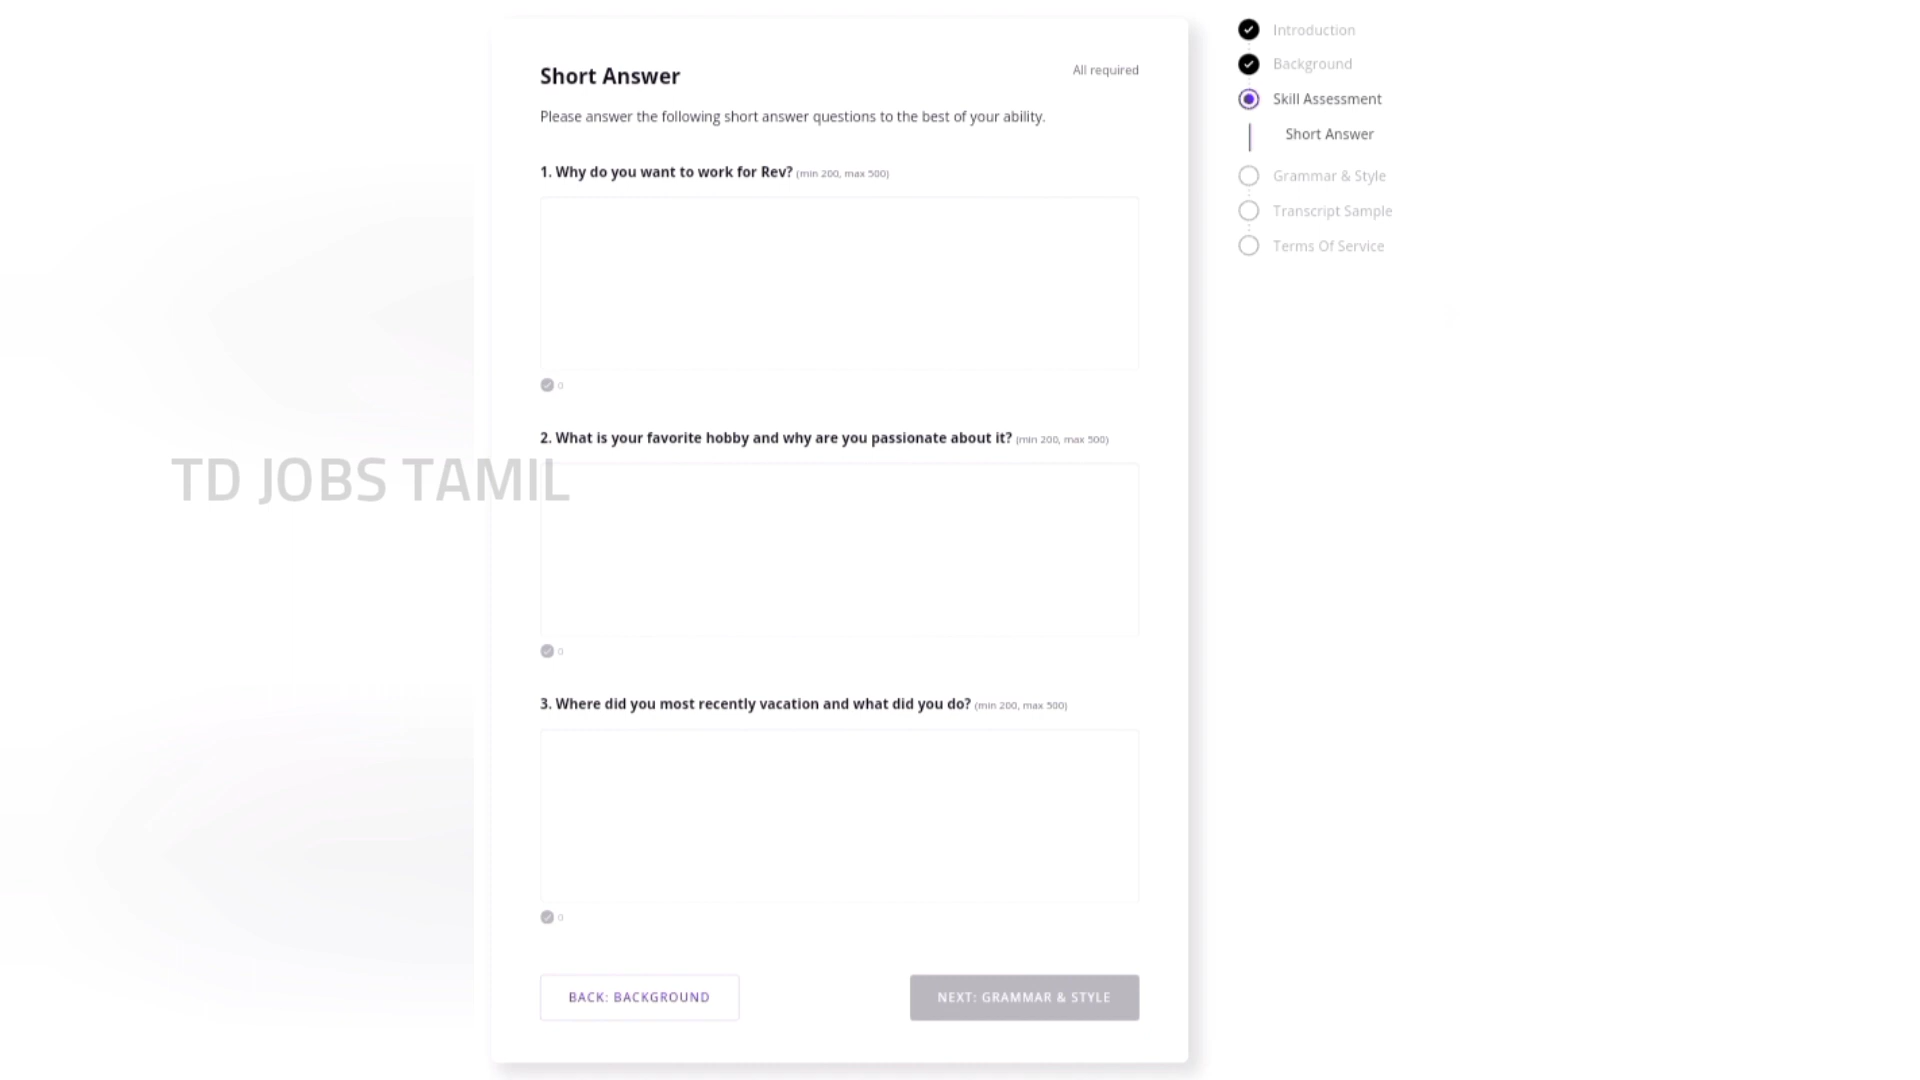 Short Answer
All required
Please answer the following short answer questions to the best of your ability.
1. Why do you want to work for Rev? (min 200, max 500)
0
2. What is your favorite hobby and why are you passionate about it? (min 200, max 500)
TD JOBS TAMIL
0
3. Where did you most recently vacation and what did you do? (min 200, max 500)
0
BACK: BACKGROUND
NEXT: GRAMMAR & STYLE
Introduction
Background
Skill Assessment
Short Answer
Grammar & Style
Transcript Sample
Terms Of Service